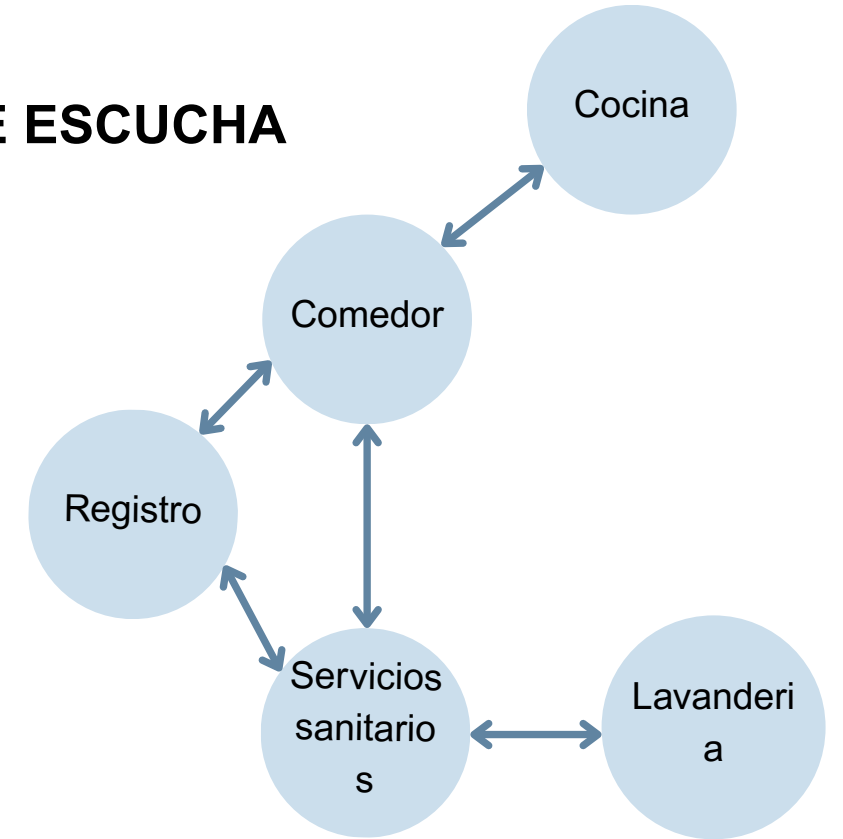 E ESCUCHA
Cocina
Comedor
Registro
Servicios
sanitario
s
Lavanderi
a